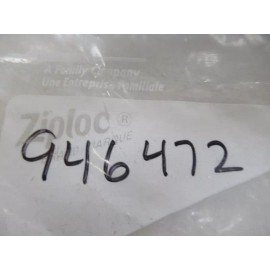 A Family Company
Une Entreprise Familiale
Ziploc®
946472